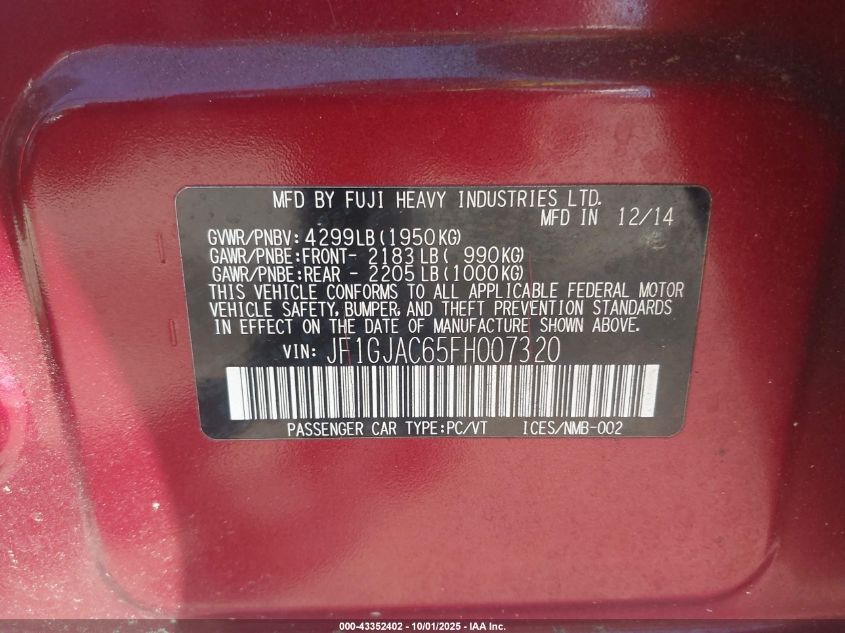 MFD BY FUJI HEAVY INDUSTRIES LTD.
MFD IN 12/14
GVWR/PNBV: 4299LB(1950KG)
GAWR/PNBE:FRONT- 2183LB( 990KG)
GAWR/PNBE:REAR - 2205LB(1000KG)
THIS VEHICLE CONFORMS TO ALL APPLICABLE FEDERAL MOTOR
VEHICLE SAFETY, BUMPER, AND THEFT PREVENTION STANDARDS
IN EFFECT ON THE DATE OF MANUFACTURE SHOWN ABOVE.
VIN: JF1GJAC65FH007320
PASSENGER CAR TYPE:PC/VT ICES/NMB-002
000-43352402 - 10/01/2025 - IAA Inc.